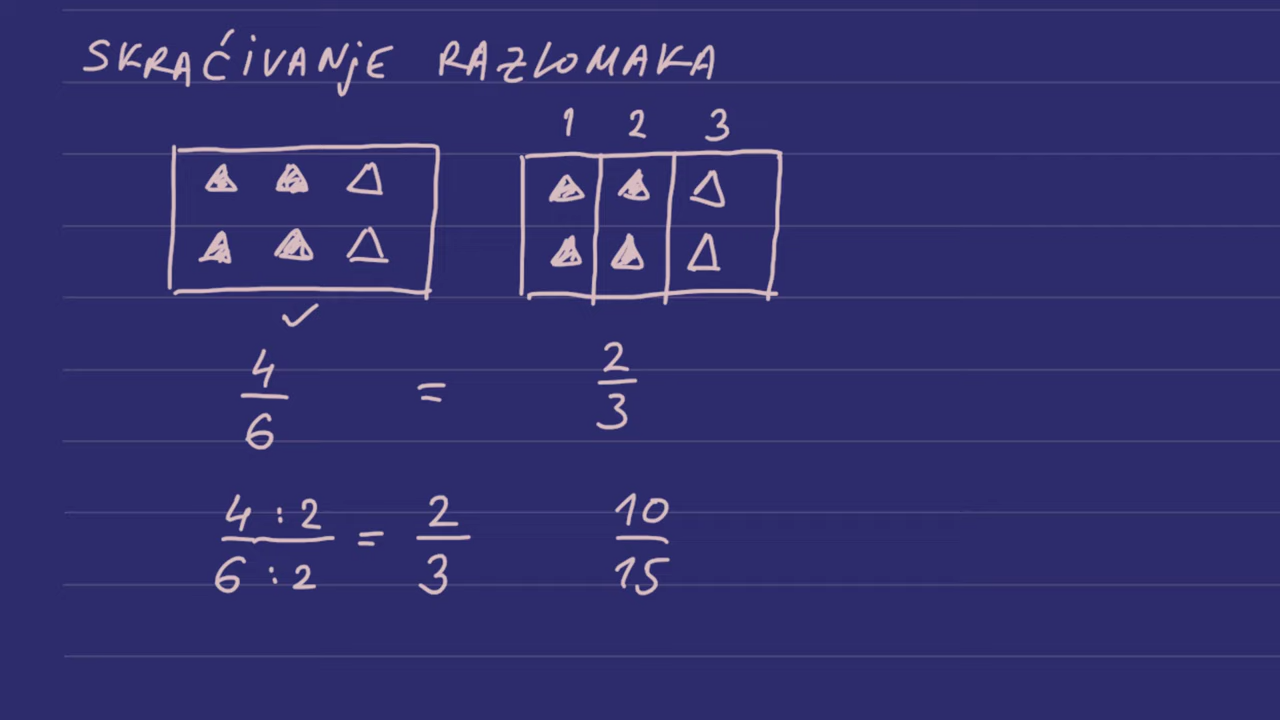 SKRAĆIVANJE RAZLOMAKA
1 2 3
4/6 = 2/3
4:2/6:2 = 2/3 10/15